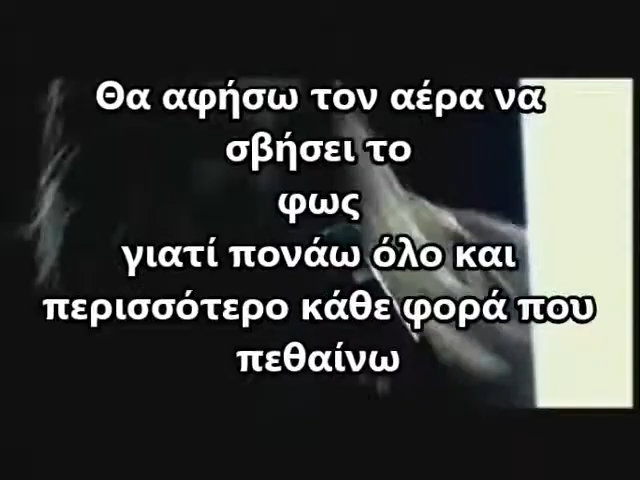 Θα αφήσω τον αέρα να
σβήσει το
φως
γιατί πονάω όλο και
περισσότερο κάθε φορά που
πεθαίνω